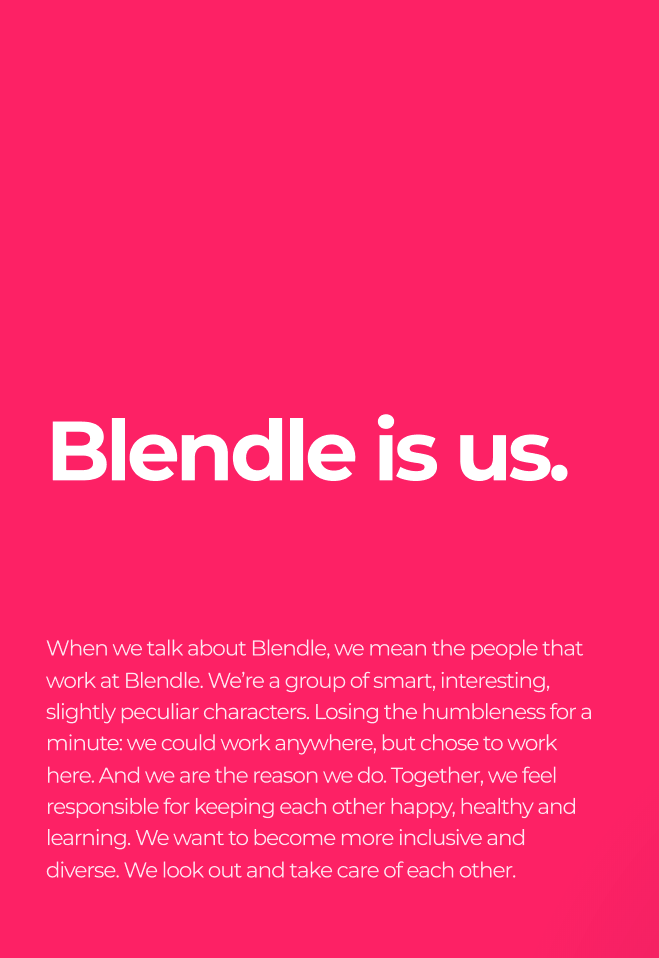 Blendle is us.
When we talk about Blendle, we mean the people that
work at Blendle. We’re a group of smart, interesting,
slightly peculiar characters. Losing the humbleness for a
minute: we could work anywhere, but chose to work
here. And we are the reason we do. Together, we feel
responsible for keeping each other happy, healthy and
learning. We want to become more inclusive and
diverse. We look out and take care of each other.